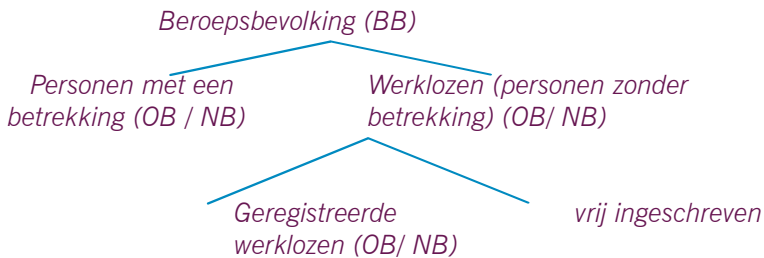 Beroepsbevolking (BB)
Personen met een
betrekking (OB / NB)
Werklozen (personen zonder
betrekking) (OB/ NB)
Geregistreerde
werklozen (OB/ NB)
vrij ingeschreven